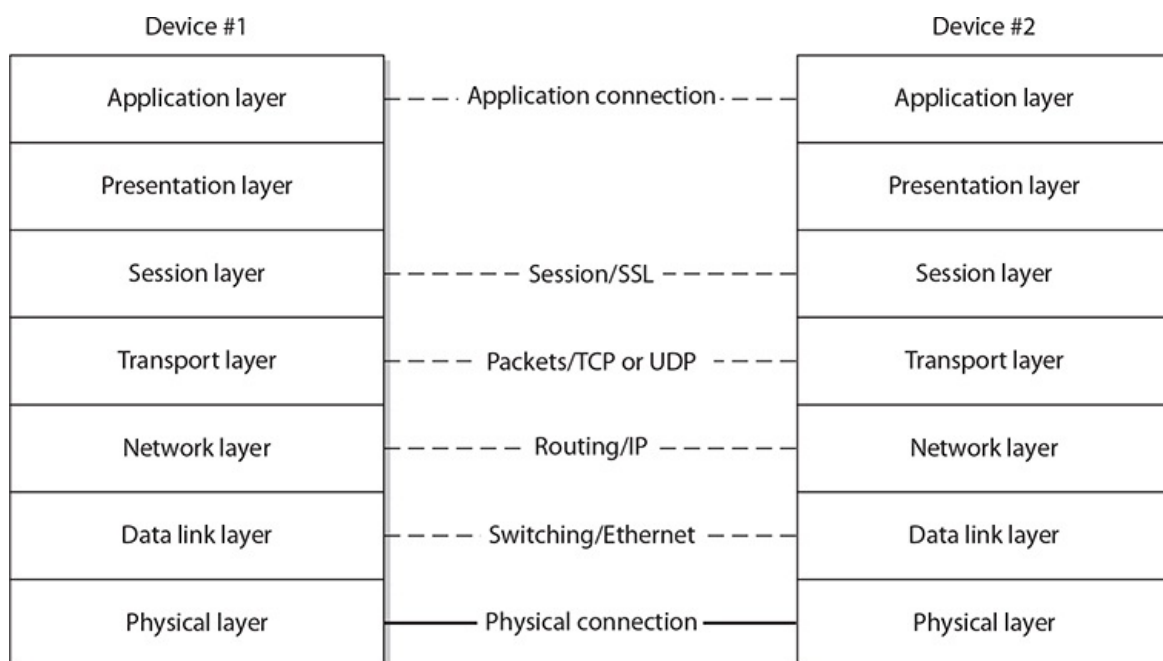 Device #1
Device #2
Application layer
Application connection
Application layer
Presentation layer
Presentation layer
Session layer
Session/SSL
Session layer
Transport layer
Packets/TCP or UDP
Transport layer
Network layer
Routing/IP
Network layer
Data link layer
Switching/Ethernet
Data link layer
Physical layer
Physical connection
Physical layer